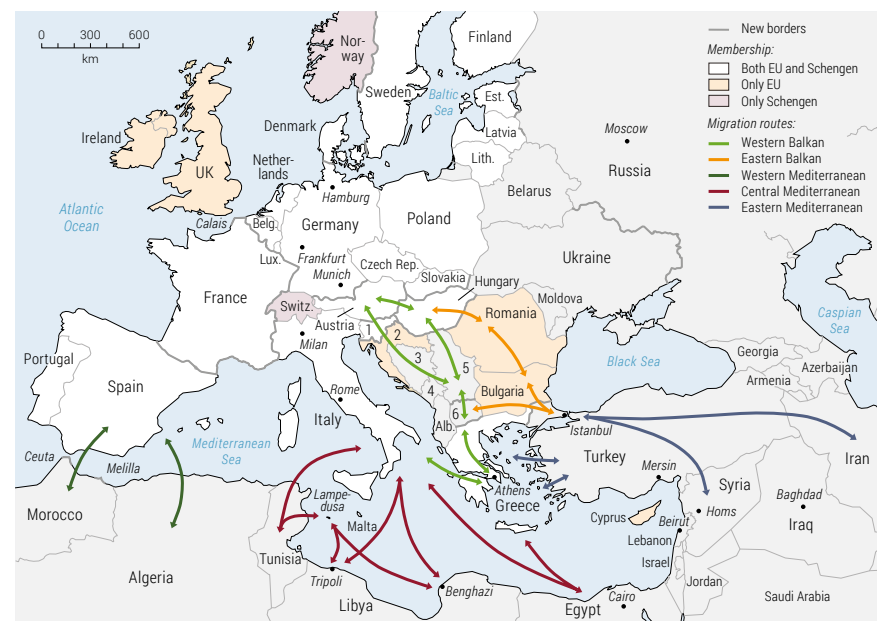 0 300 600
km
New borders
Membership:
Both EU and Schengen
Only EU
Only Schengen
Migration routes:
Western Balkan
Eastern Balkan
Western Mediterranean
Central Mediterranean
Eastern Mediterranean
Nor-
way
Finland
Sweden
Baltic
Sea
Est.
Latvia
Lith.
Denmark
Moscow
Russia
Ireland
UK
Nether-
lands
Hamburg
Belarus
Atlantic
Ocean
Calais
Belg.
Germany
Poland
Lux.
Frankfurt
Munich
Czech Rep.
Slovakia
Hungary
Ukraine
France
Switz.
Austria
Romania
Moldova
Milan
1
2
3
4
5
6
Caspian
Sea
Portugal
Spain
Rome
Italy
Alb.
Bulgaria
Black Sea
Georgia
Armenia
Azerbaijan
Istanbul
Mediterranean
Sea
Ceuta
Melilla
Turkey
Mersin
Iran
Athens
Greece
Syria
Homs
Baghdad
Iraq
Morocco
Lampe-
dusa
Malta
Cyprus
Beirut
Lebanon
Israel
Algeria
Tunisia
Tripoli
Libya
Benghazi
Egypt
Cairo
Jordan
Saudi Arabia